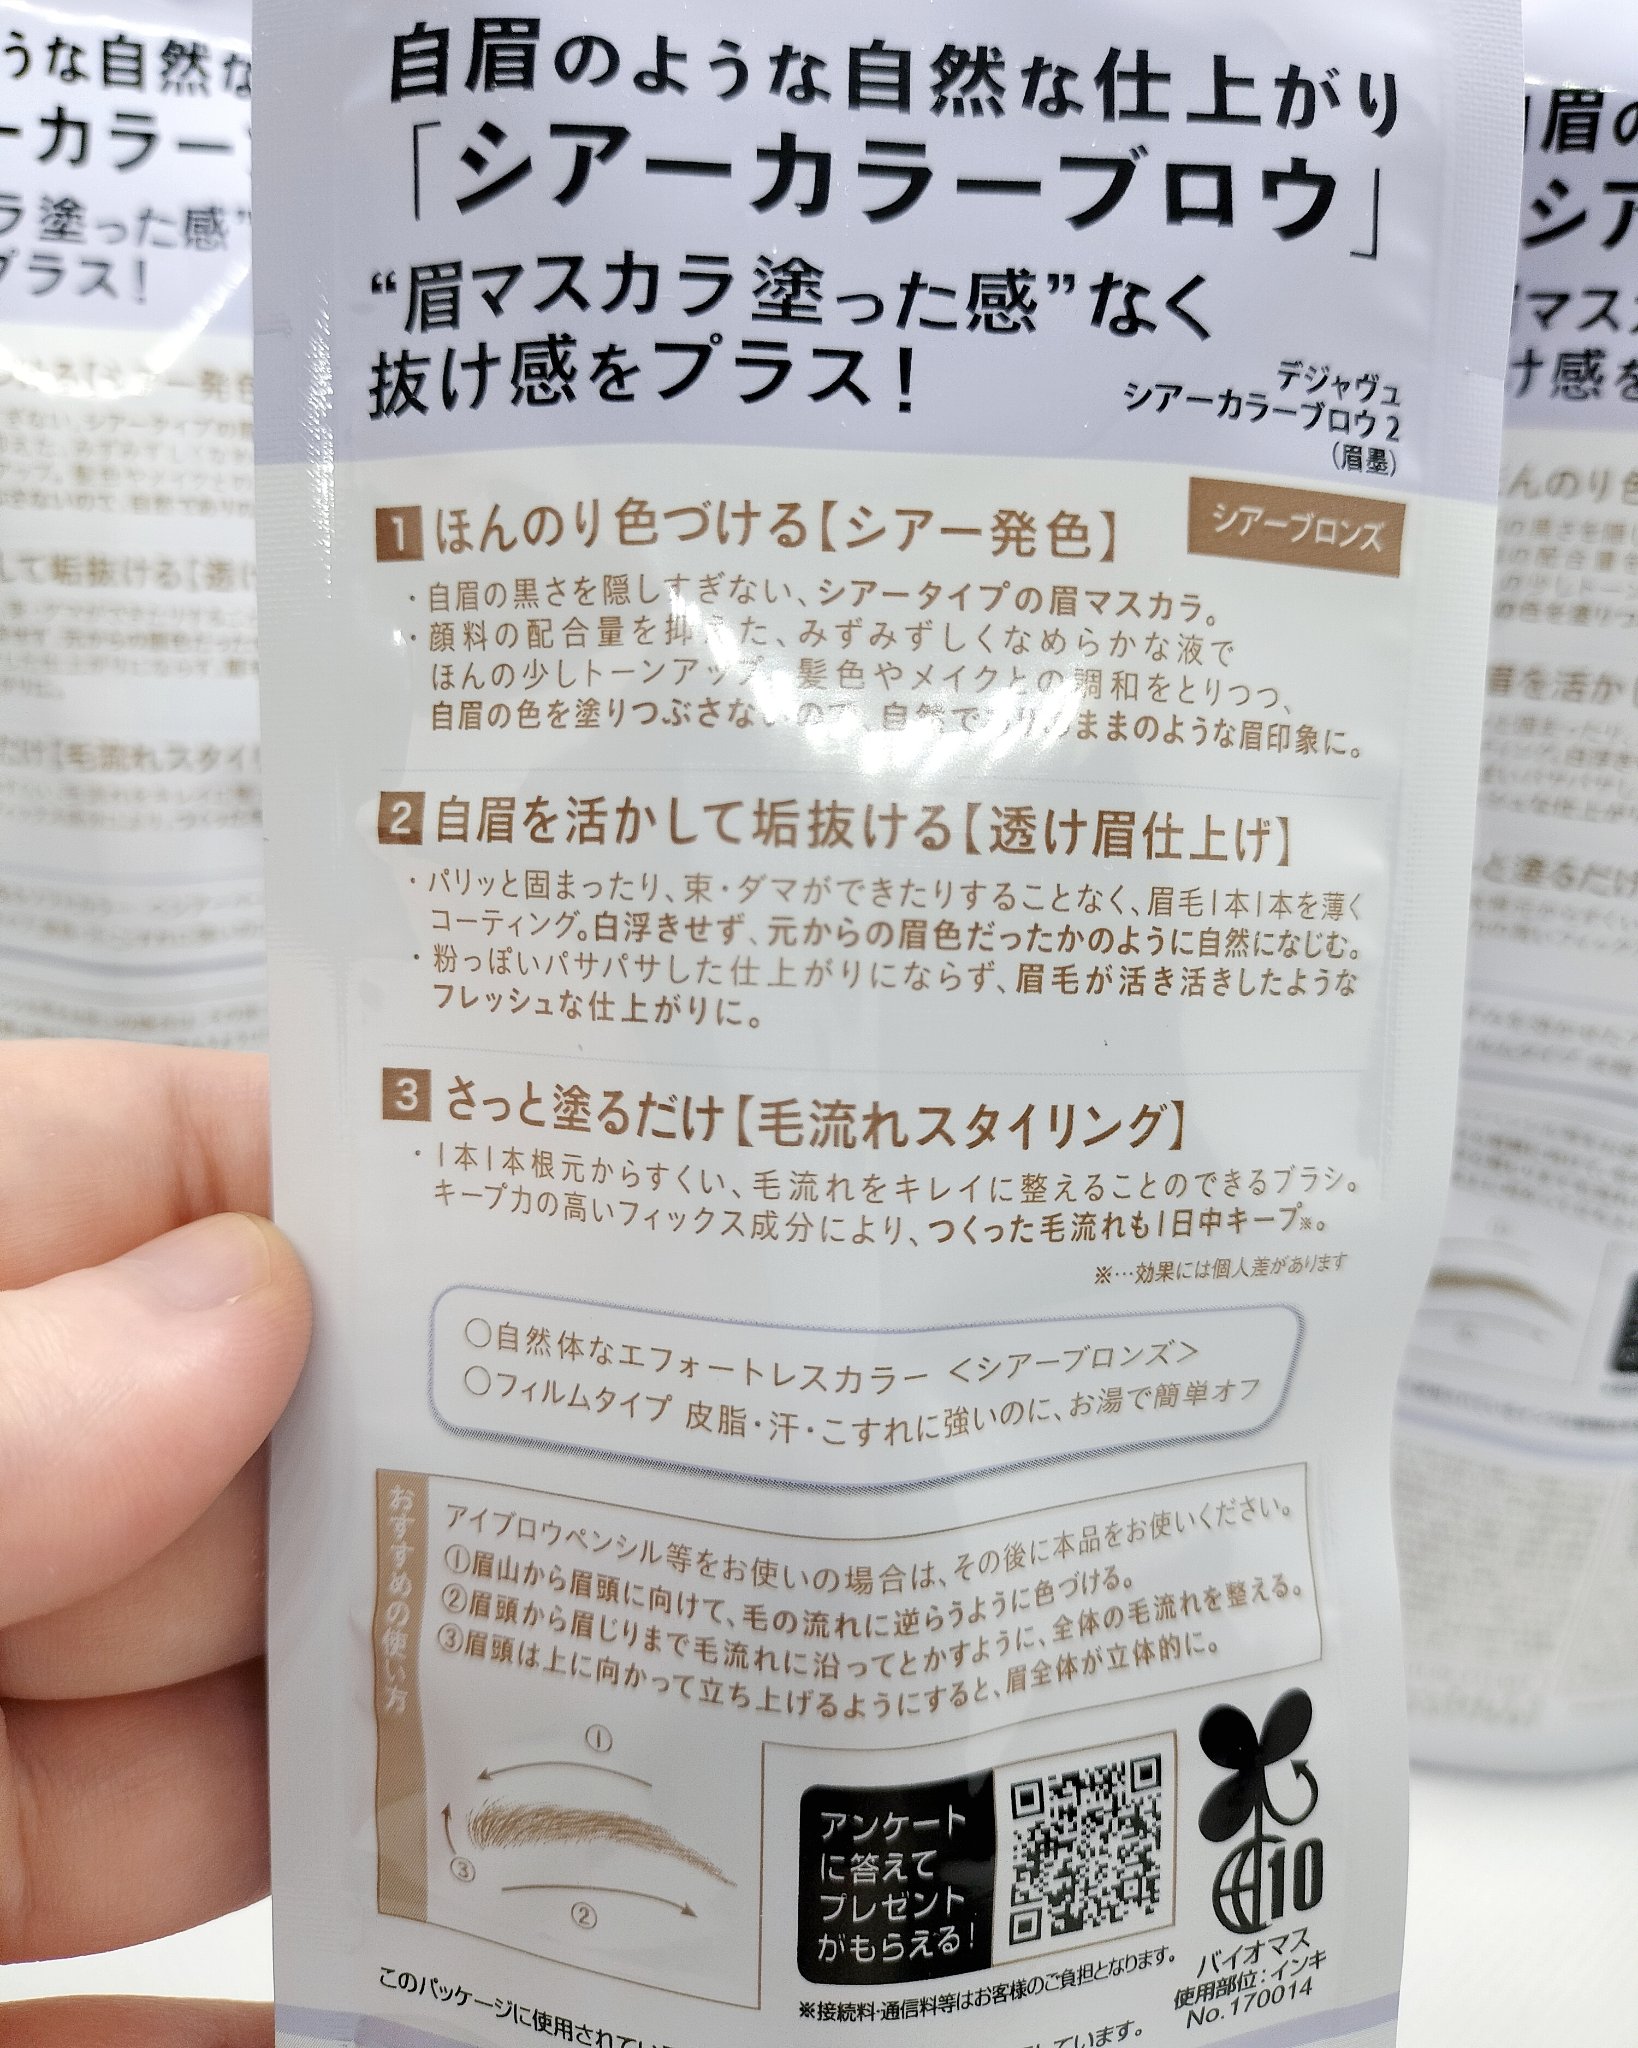 自眉のような自然な仕上がり
「シアーカラーブロウ」
“眉マスカラ塗った感”なく
抜け感をプラス!
デジャヴュ
シアーカラーブロウ2
(眉墨)
シアーブロンズ
1 ほんのり色づける【シアー発色】
・自眉の黒さを隠しすぎない、シアータイプの眉マスカラ。
・顔料の配合量を抑えた、みずみずしくなめらかな液で
ほんの少しトーンアップ。髪色やメイクとの調和をとりつつ、
自眉の色を塗りつぶさないので、自然でありのままのような眉印象に。
2 自眉を活かして垢抜ける【透け眉仕上げ】
・パリッと固まったり、束・ダマができたりすることなく、眉毛1本1本を薄く
コーティング。白浮きせず、元からの眉色だったかのように自然になじむ。
・粉っぽいパサパサした仕上がりにならず、眉毛が活き活きしたような
フレッシュな仕上がりに。
3 さっと塗るだけ【毛流れスタイリング】
・1本1本根元からすくい、毛流れをキレイに整えることのできるブラシ。
キープ力の高いフィックス成分により、つくった毛流れも1日中キープ※。
※…効果には個人差があります
○自然体なエフォートレスカラー <シアーブロンズ>
○フィルムタイプ 皮脂・汗・こすれに強いのに、お湯で簡単オフ
おすすめの使い方
アイブロウペンシル等をお使いの場合は、その後に本品をお使いください。
①眉山から眉頭に向けて、毛の流れに逆らうように色づける。
②眉頭から眉じりまで毛流れに沿ってとかすように、全体の毛流れを整える。
③眉頭は上に向かって立ち上げるようにすると、眉全体が立体的に。
①
③
②
アンケート
に答えて
プレゼント
がもらえる!
※接続料・通信料等はお客様のご負担となります。
10
バイオマス
使用部位:インキ
No.170014
このパッケージに使用されてい
ています。